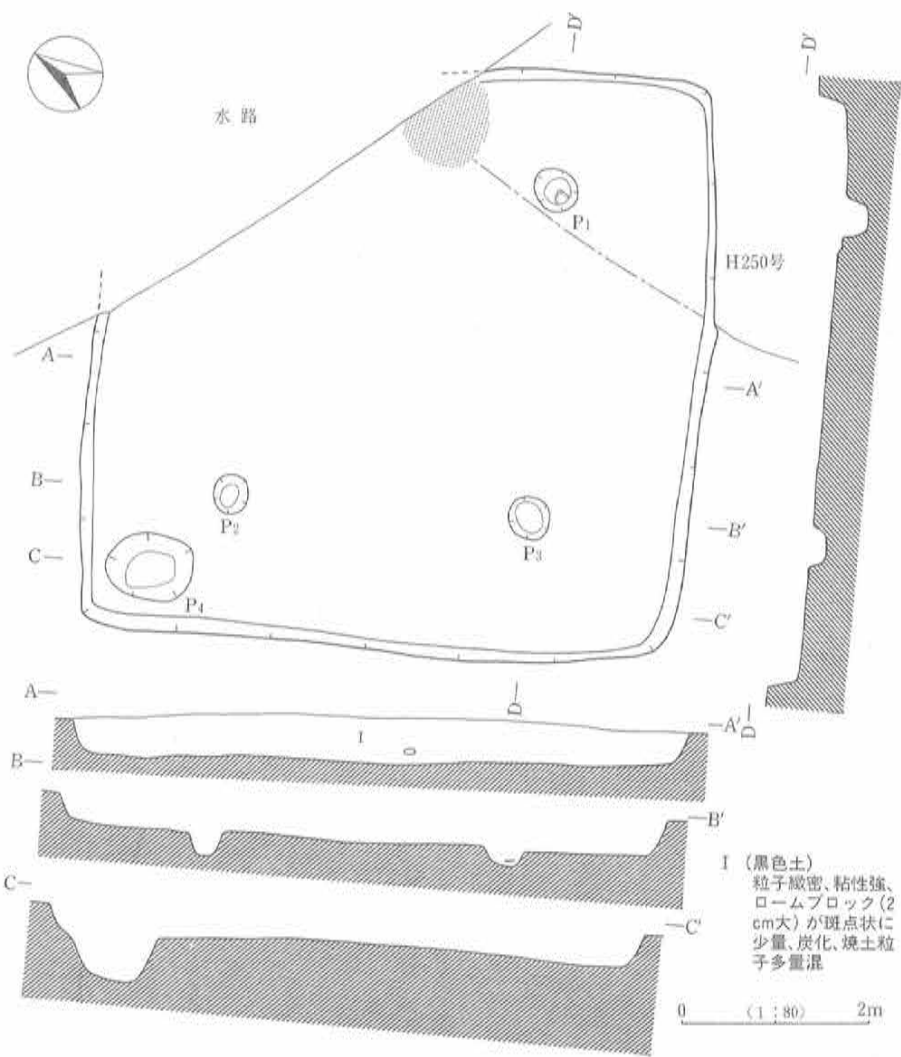 D′
D′
水路
P1
H250号
A
A′
B
P2
P3
B′
C
P4
C′
A
D
A′
D
I
B
B′
C
C′
I (黒色土)
粒子緻密、粘性強、
ロームブロック(2
cm大)が斑点状に
少量、炭化、焼土粒
子多量混
0 (1:80) 2m